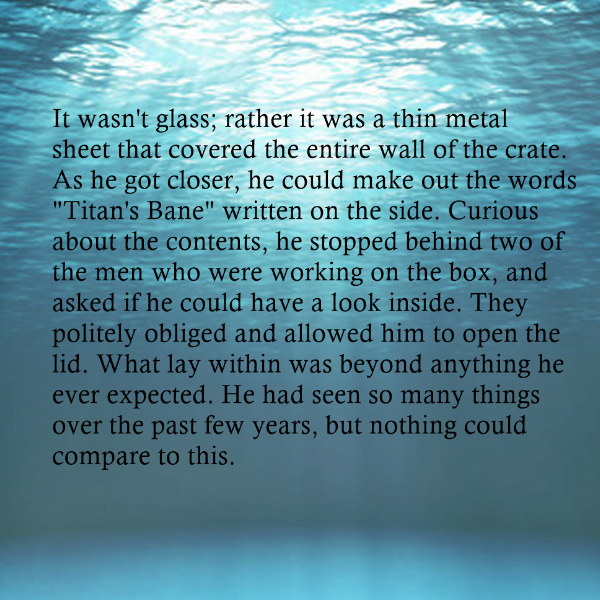 It wasn't glass; rather it was a thin metal
sheet that covered the entire wall of the crate.
As he got closer, he could make out the words
"Titan's Bane" written on the side. Curious
about the contents, he stopped behind two of
the men who were working on the box, and
asked if he could have a look inside. They
politely obliged and allowed him to open the
lid. What lay within was beyond anything he
ever expected. He had seen so many things
over the past few years, but nothing could
compare to this.